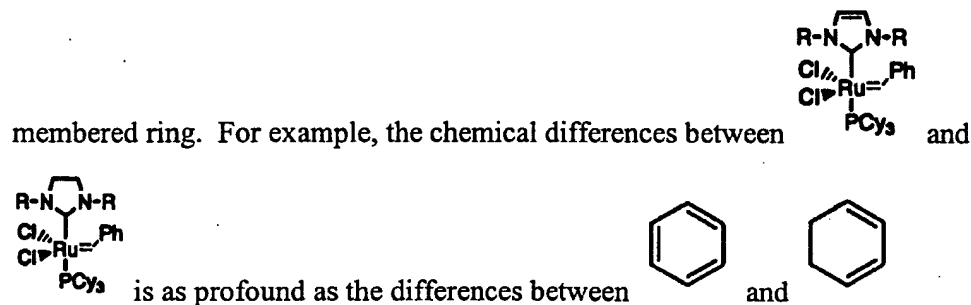 R-N N-R
Cl Ph
Cl Ru
PCy3
membered ring. For example, the chemical differences between and
R-N N-R
Cl Ph
Cl Ru
PCy3
is as profound as the differences between and